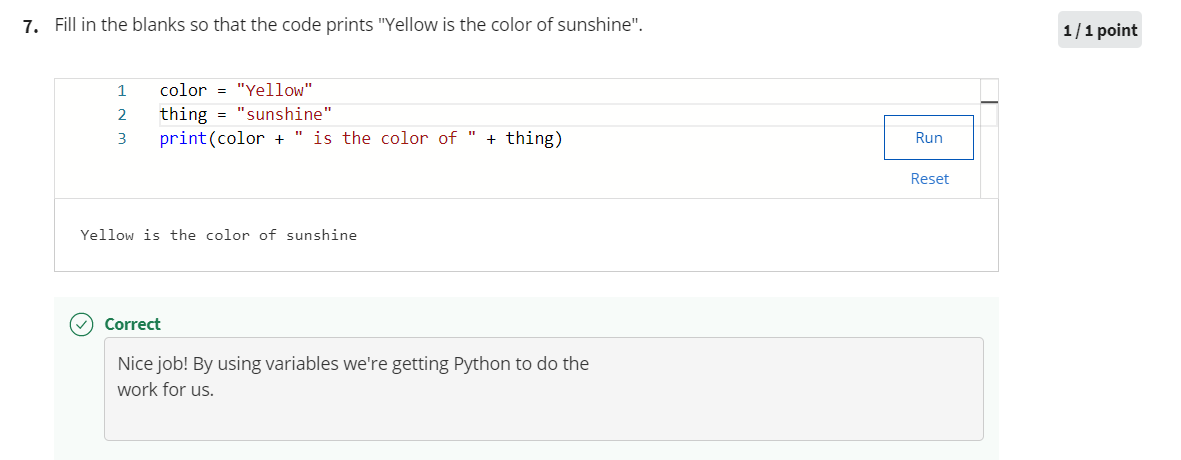 7. Fill in the blanks so that the code prints "Yellow is the color of sunshine".
1 / 1 point
1 color = "Yellow"
2 thing = "sunshine"
3 print(color + " is the color of " + thing)
Run
Reset
Yellow is the color of sunshine
Correct
Nice job! By using variables we're getting Python to do the
work for us.